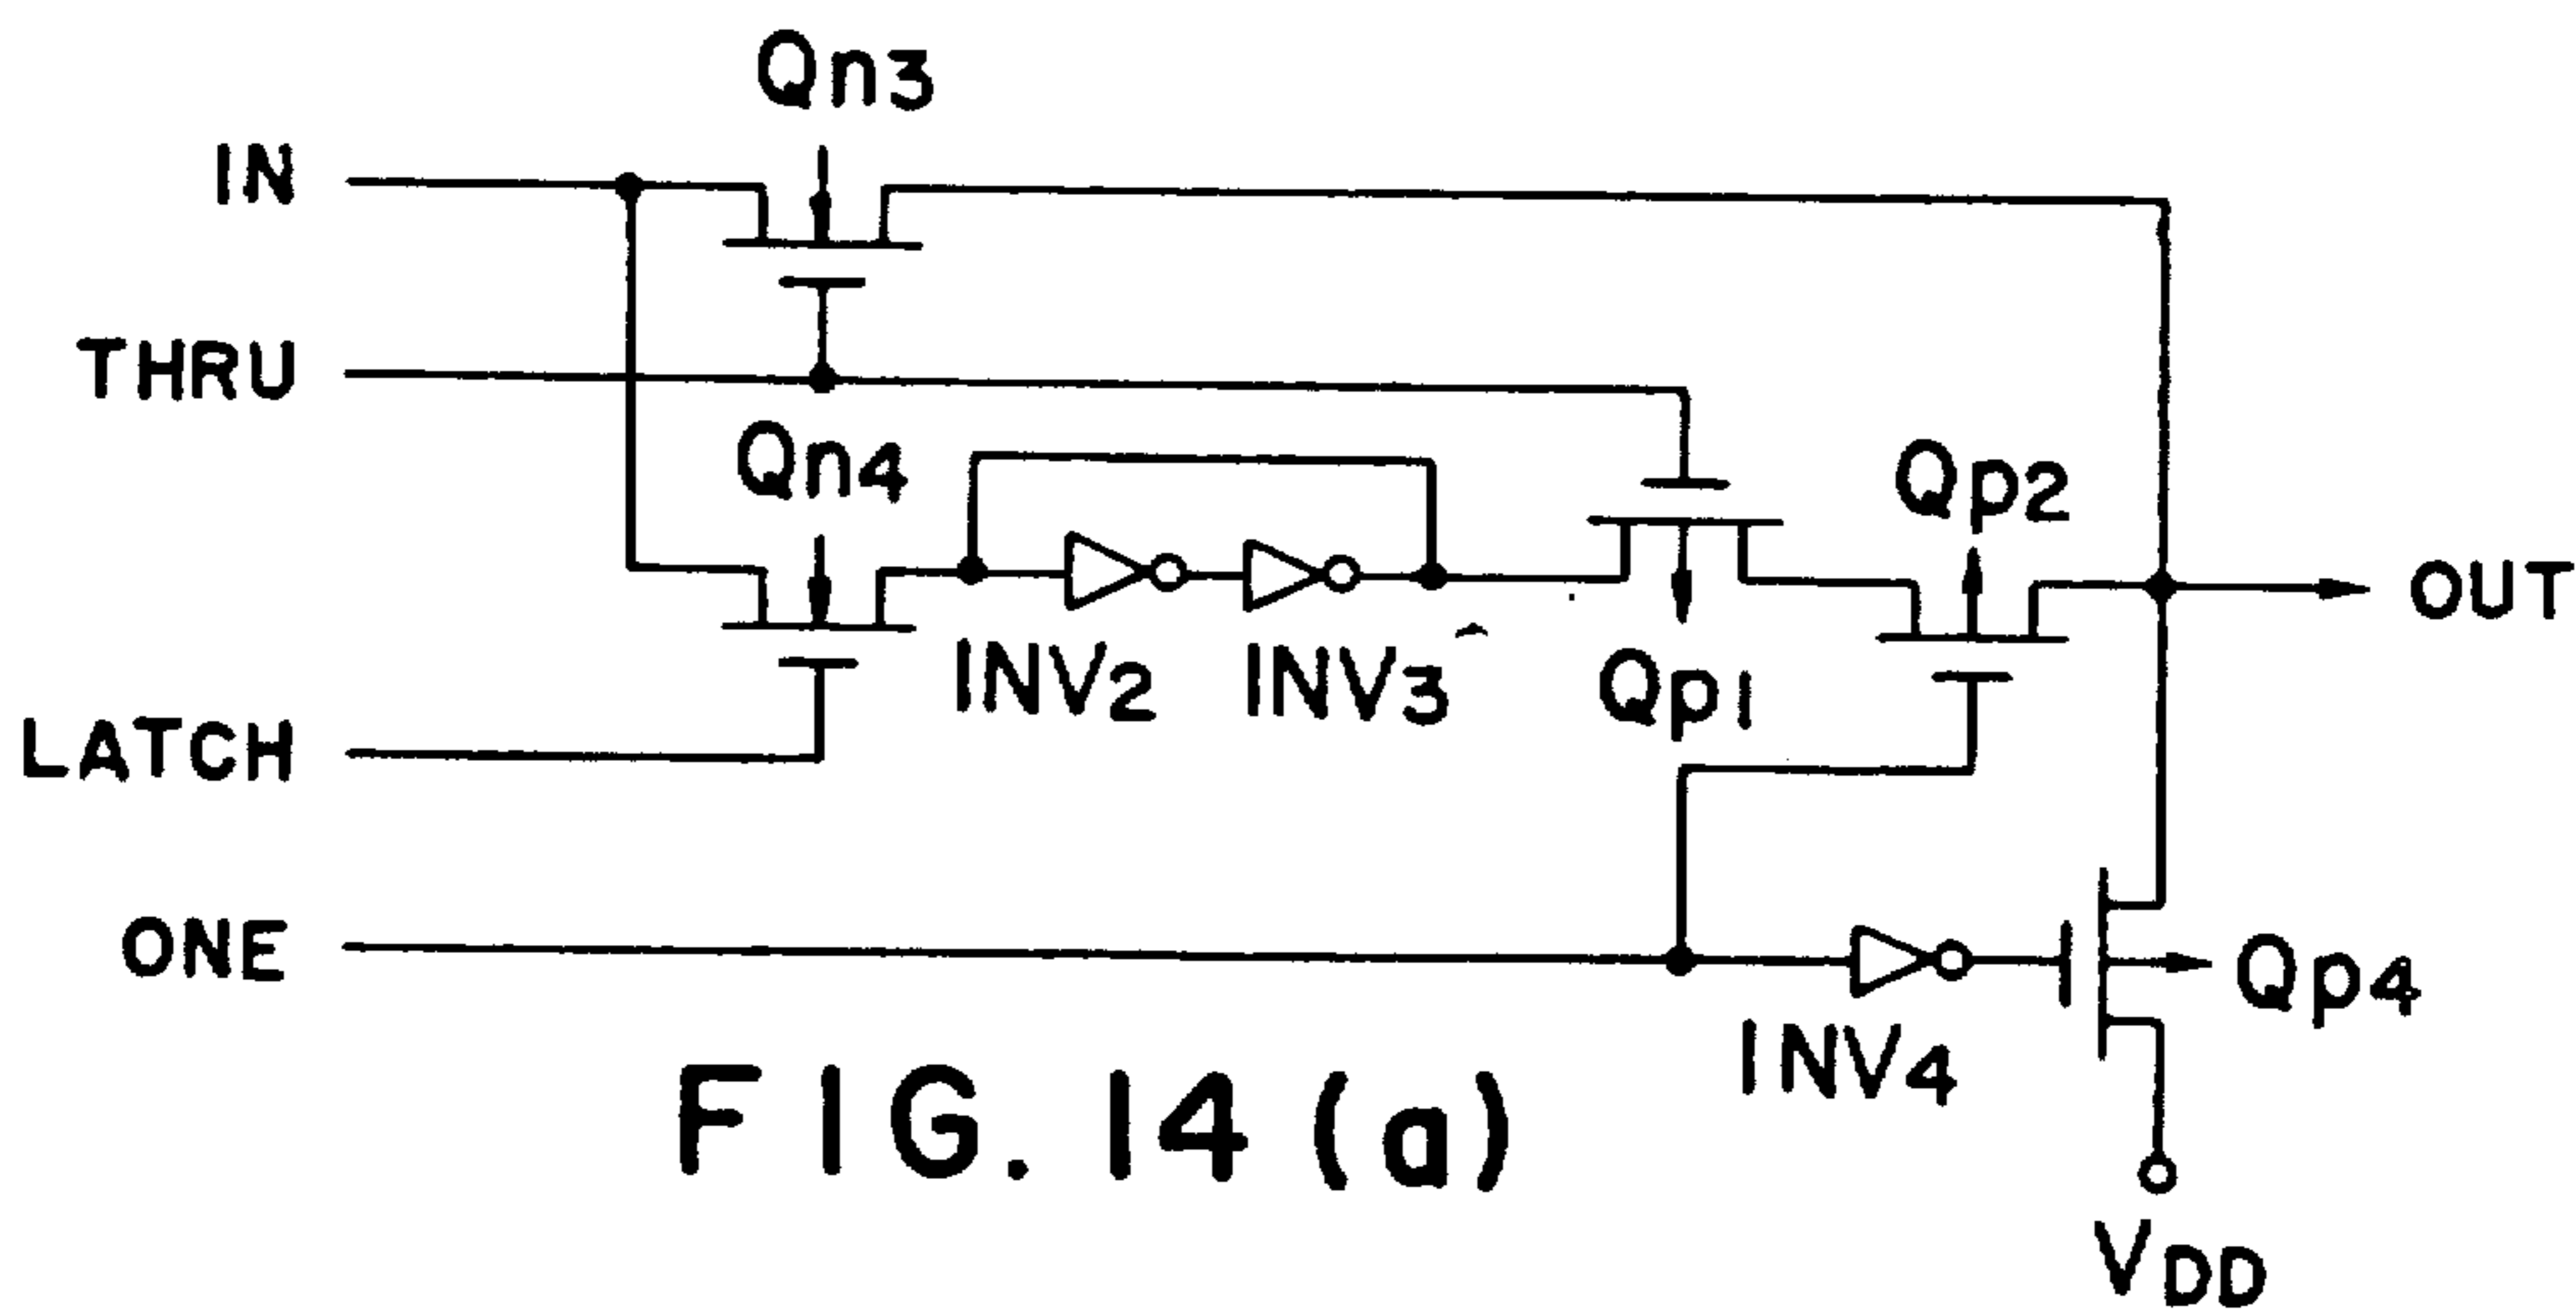 Qn3
IN
THRU
Qn4
Qp2
OUT
INV2
INV3
Qp1
LATCH
ONE
Qp4
INV4
FIG. 14 (a)
VDD